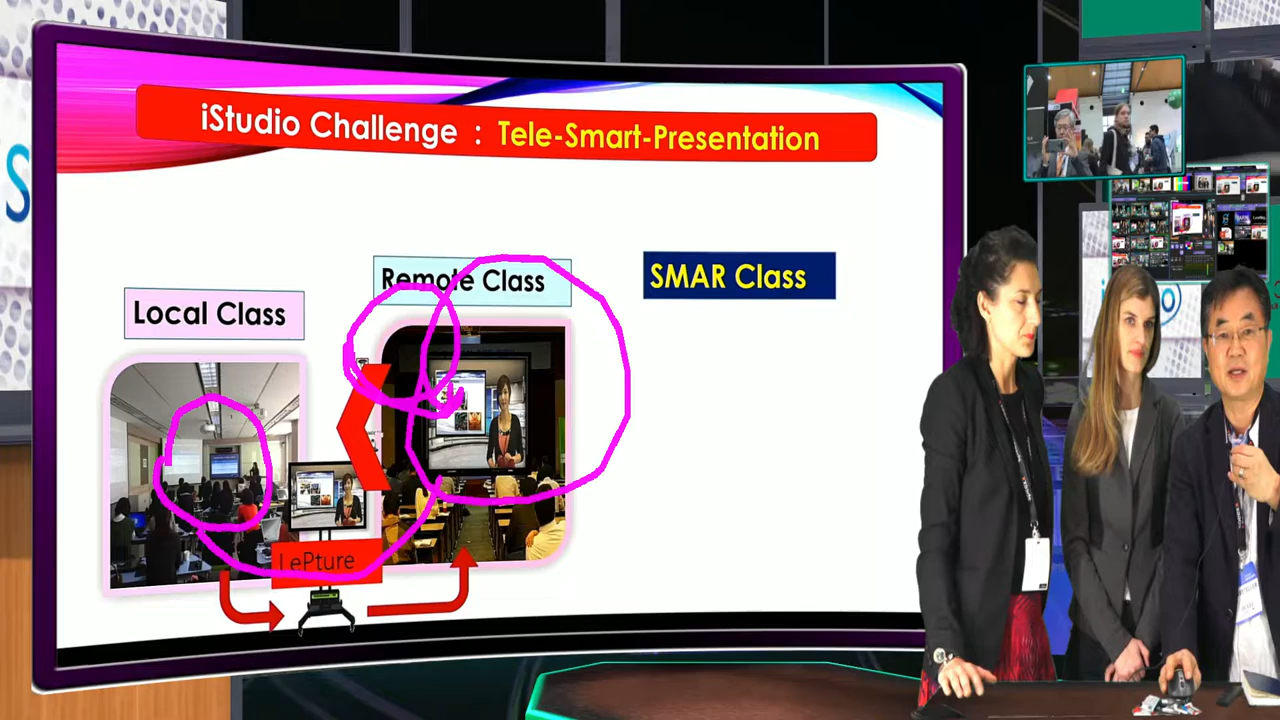 iStudio Challenge : Tele-Smart-Presentation
Remote Class
SMAR Class
Local Class
LePture
S